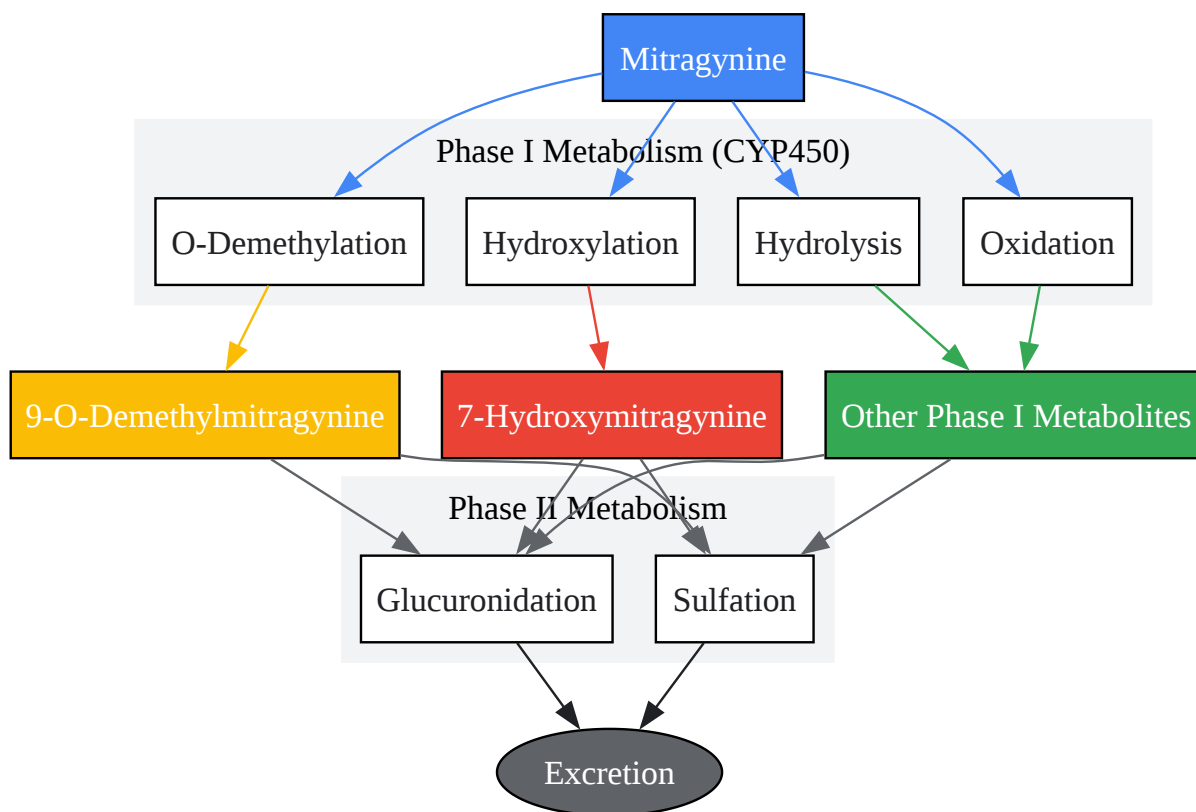 Mitragynine
Phase I Metabolism (CYP450)
O-Demethylation
Hydroxylation
Hydrolysis
Oxidation
9-O-Demethylmitragynine
7-Hydroxymitragynine
Other Phase I Metabolites
Phase II Metabolism
Glucuronidation
Sulfation
Excretion